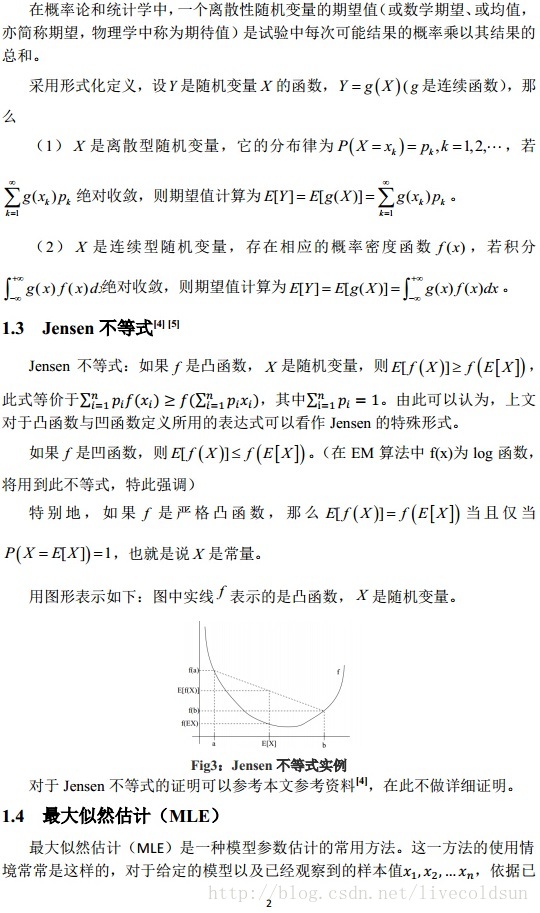 在概率论和统计学中,一个离散性随机变量的期望值(或数学期望、或均值,
亦简称期望,物理学中称为期待值)是试验中每次可能结果的概率乘以其结果的
总和。
采用形式化定义,设Y是随机变量 X 的函数,Y = g(X)(g 是连续函数),那
么
(1) X 是离散型随机变量,它的分布律为 P(X = x_k) = p_k, k = 1,2,⋯,若
∑_{k=1}^{∞} g(x_k)p_k 绝对收敛,则期望值计算为 E[Y] = E[g(X)] = ∑_{k=1}^{∞} g(x_k)p_k 。
(2) X 是连续型随机变量,存在相应的概率密度函数 f(x),若积分
∫_{-∞}^{+∞} g(x)f(x)d绝对收敛,则期望值计算为 E[Y] = E[g(X)] = ∫_{-∞}^{+∞} g(x)f(x)dx 。
1.3 Jensen 不等式[4] [5]
Jensen 不等式:如果 f 是凸函数, X 是随机变量,则 E[f(X)] ≥ f(E[X]),
此式等价于∑_{i=1}^{n} p_i f(x_i) ≥ f(∑_{i=1}^{n} p_i x_i),其中∑_{i=1}^{n} p_i = 1。由此可以认为,上文
对于凸函数与凹函数定义所用的表达式可以看作 Jensen 的特殊形式。
如果 f 是凹函数,则 E[f(X)] ≤ f(E[X])。(在 EM 算法中 f(x)为 log 函数,
将用到此不等式,特此强调)
特别地,如果 f 是严格凸函数,那么 E[f(X)] = f(E[X]) 当且仅当
P(X = E[X]) = 1,也就是说 X 是常量。
用图形表示如下:图中实线 f 表示的是凸函数, X 是随机变量。
f
f(a)
E[f(X)]
f(b)
f(EX)
a
E[X]
b
Fig3:Jensen 不等式实例
对于 Jensen 不等式的证明可以参考本文参考资料[4],在此不做详细证明。
1.4 最大似然估计(MLE)
最大似然估计(MLE)是一种模型参数估计的常用方法。这一方法的使用情
境常常是这样的,对于给定的模型以及已经观察到的样本值x_1, x_2, … x_n,依据已
http://blog.csdn.net/livecoldsun
2